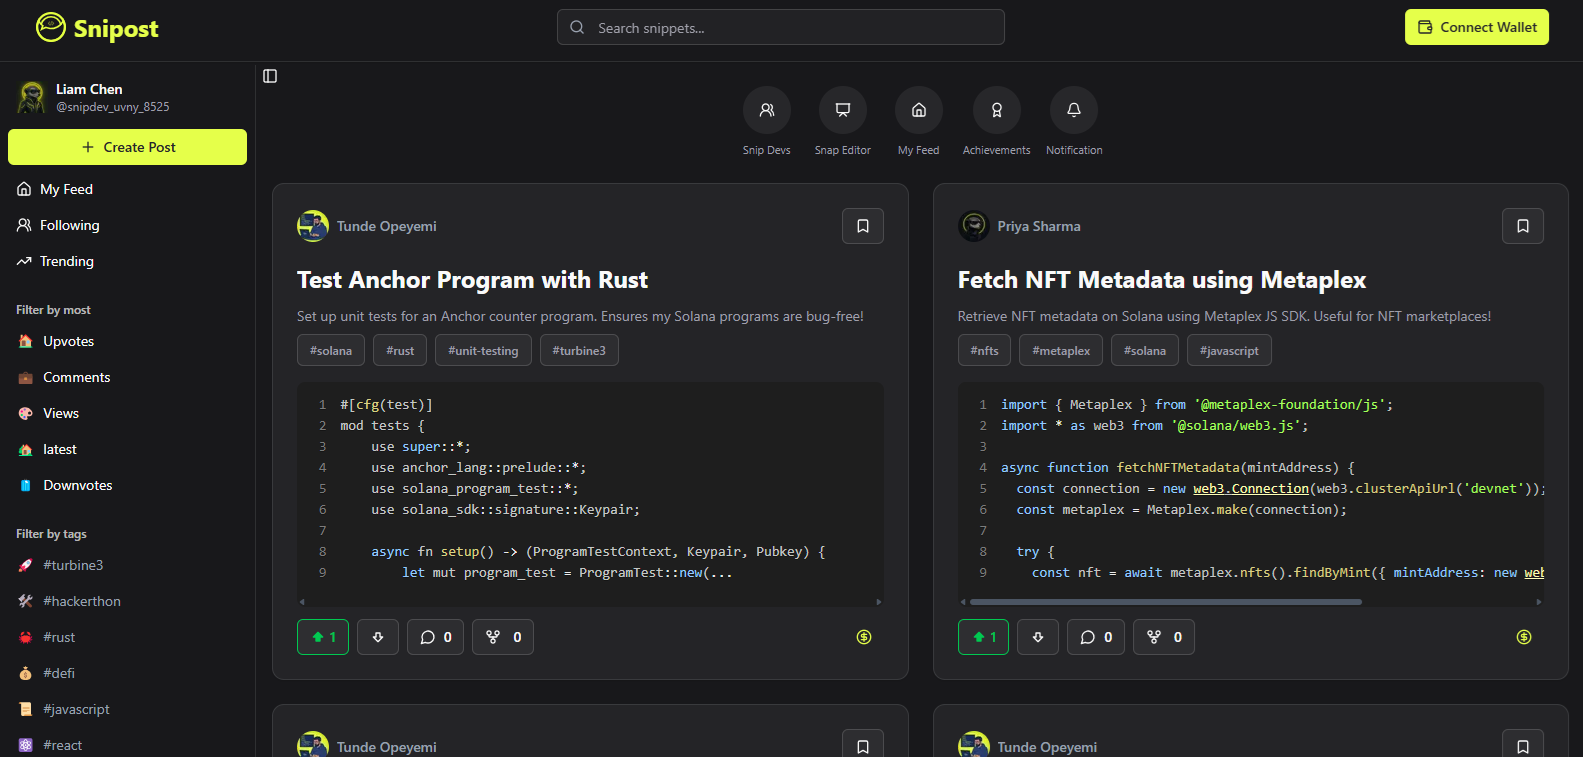 Snipost
Search snippets...
Connect Wallet
Liam Chen
@snipdev_uvny_8525
Create Post
My Feed
Following
Trending
Filter by most
Upvotes
Comments
Views
latest
Downvotes
Filter by tags
#turbine3
#hackerthon
#rust
#defi
#javascript
#react
Snip Devs
Snap Editor
My Feed
Achievements
Notification
Tunde Opeyemi
Test Anchor Program with Rust
Set up unit tests for an Anchor counter program. Ensures my Solana programs are bug-free!
#solana #rust #unit-testing #turbine3
1 #[cfg(test)]
2 mod tests {
3 use super::*;
4 use anchor_lang::prelude::*;
5 use solana_program_test::*;
6 use solana_sdk::signature::Keypair;
7
8 async fn setup() -> (ProgramTestContext, Keypair, Pubkey) {
9 let mut program_test = ProgramTest::new(...
1 0 0
Priya Sharma
Fetch NFT Metadata using Metaplex
Retrieve NFT metadata on Solana using Metaplex JS SDK. Useful for NFT marketplaces!
#nfts #metaplex #solana #javascript
1 import { Metaplex } from '@metaplex-foundation/js';
2 import * as web3 from '@solana/web3.js';
3
4 async function fetchNFTMetadata(mintAddress) {
5 const connection = new web3.Connection(web3.clusterApiUrl('devnet'));
6 const metaplex = Metaplex.make(connection);
7
8 try {
9 const nft = await metaplex.nfts().findByMint({ mintAddress: new web
1 0 0
Tunde Opeyemi
Tunde Opeyemi